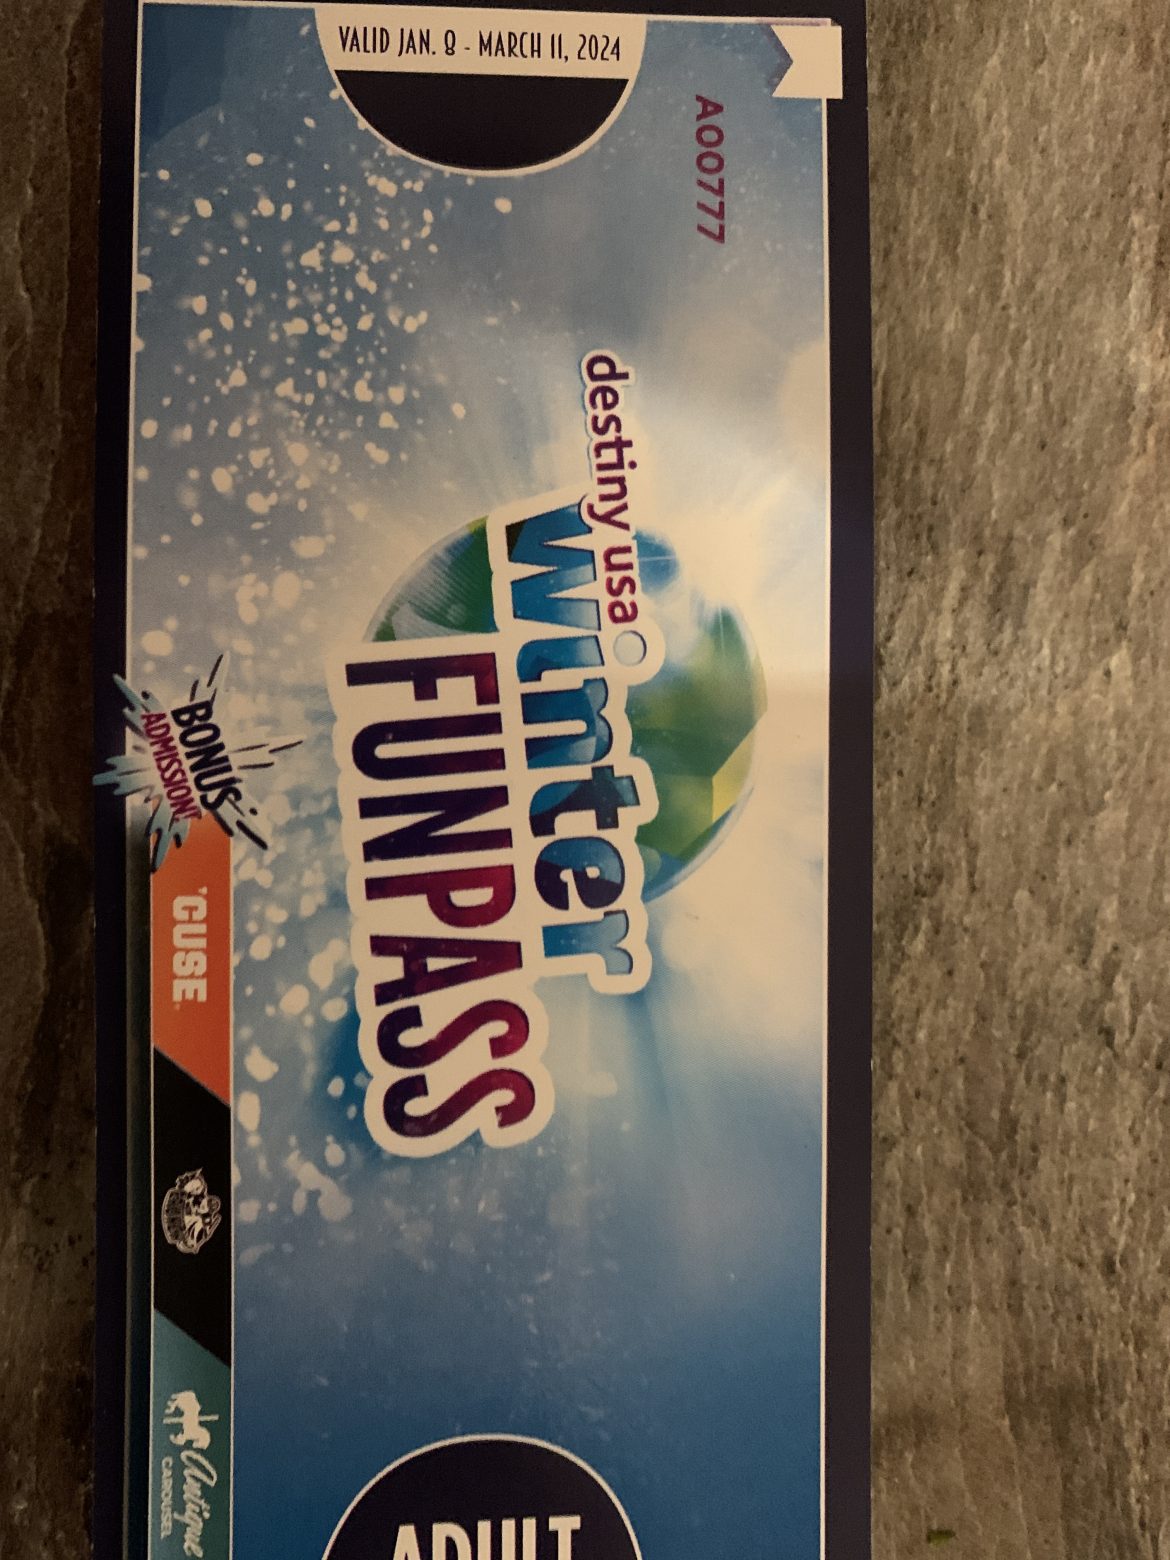 VALID JAN. 8 - MARCH 11, 2024
A00777
destiny usa
winter
FUNPASS
BONUS
ADMISSION!
'CUSE
Antique
CAROUSEL
ADULT